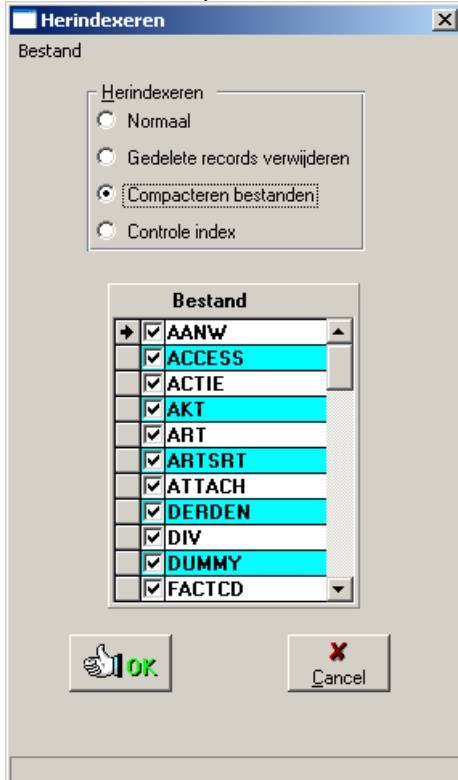 Herindexeren
Bestand
Herindexeren
Normaal
Gedelete records verwijderen
Compacteren bestanden
Controle index
Bestand
AANW
ACCESS
ACTIE
AKT
ART
ARTSRT
ATTACH
DERDEN
DIV
DUMMY
FACTCD
OK
Cancel